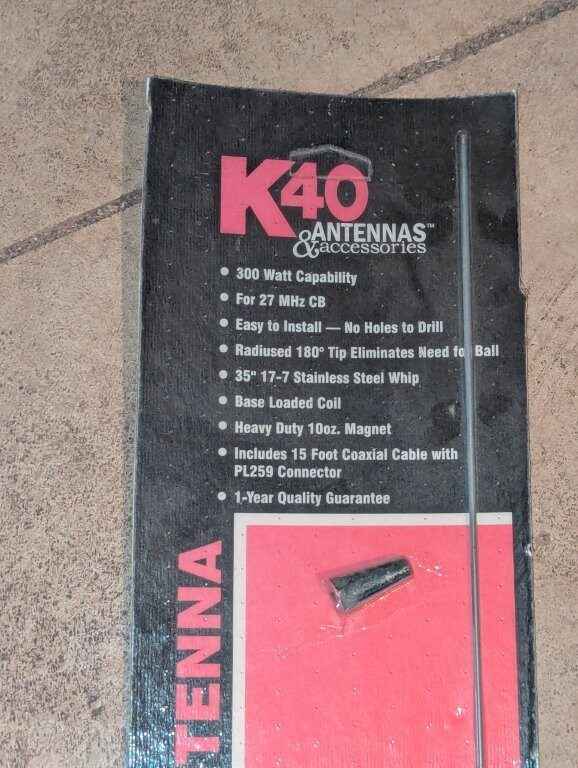 K40
ANTENNAS™
& accessories
• 300 Watt Capability
• For 27 MHz CB
• Easy to Install — No Holes to Drill
• Radiused 180° Tip Eliminates Need for Ball
• 35" 17-7 Stainless Steel Whip
• Base Loaded Coil
• Heavy Duty 10oz. Magnet
• Includes 15 Foot Coaxial Cable with
PL259 Connector
• 1-Year Quality Guarantee
TENNA